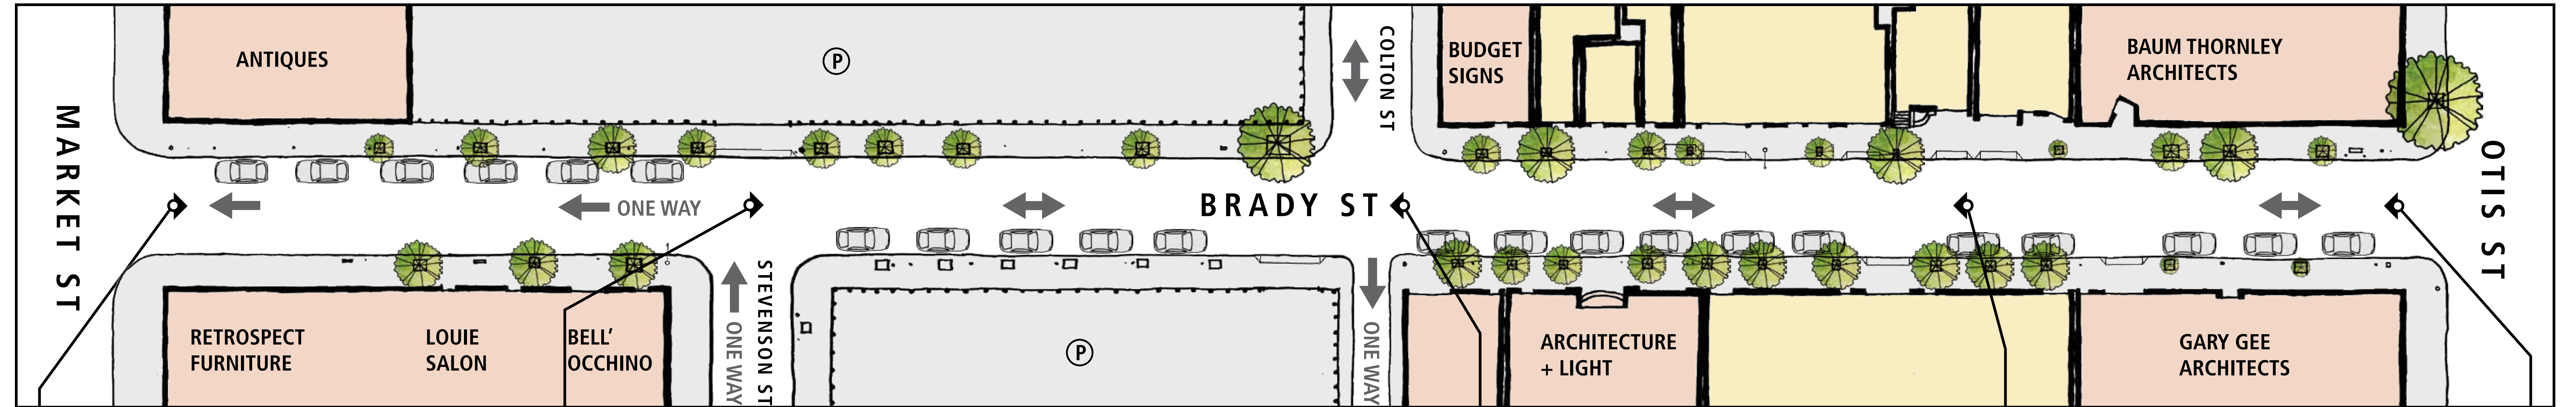 ANTIQUES
P
COLTON ST
BUDGET
SIGNS
BAUM THORNLEY
ARCHITECTS
MARKET ST
ONE WAY
BRADY ST
OTIS ST
RETROSPECT
FURNITURE
LOUIE
SALON
BELL'
OCCHINO
ONE WAY
STEVENSON ST
P
ONE WAY
ARCHITECTURE
+ LIGHT
GARY GEE
ARCHITECTS